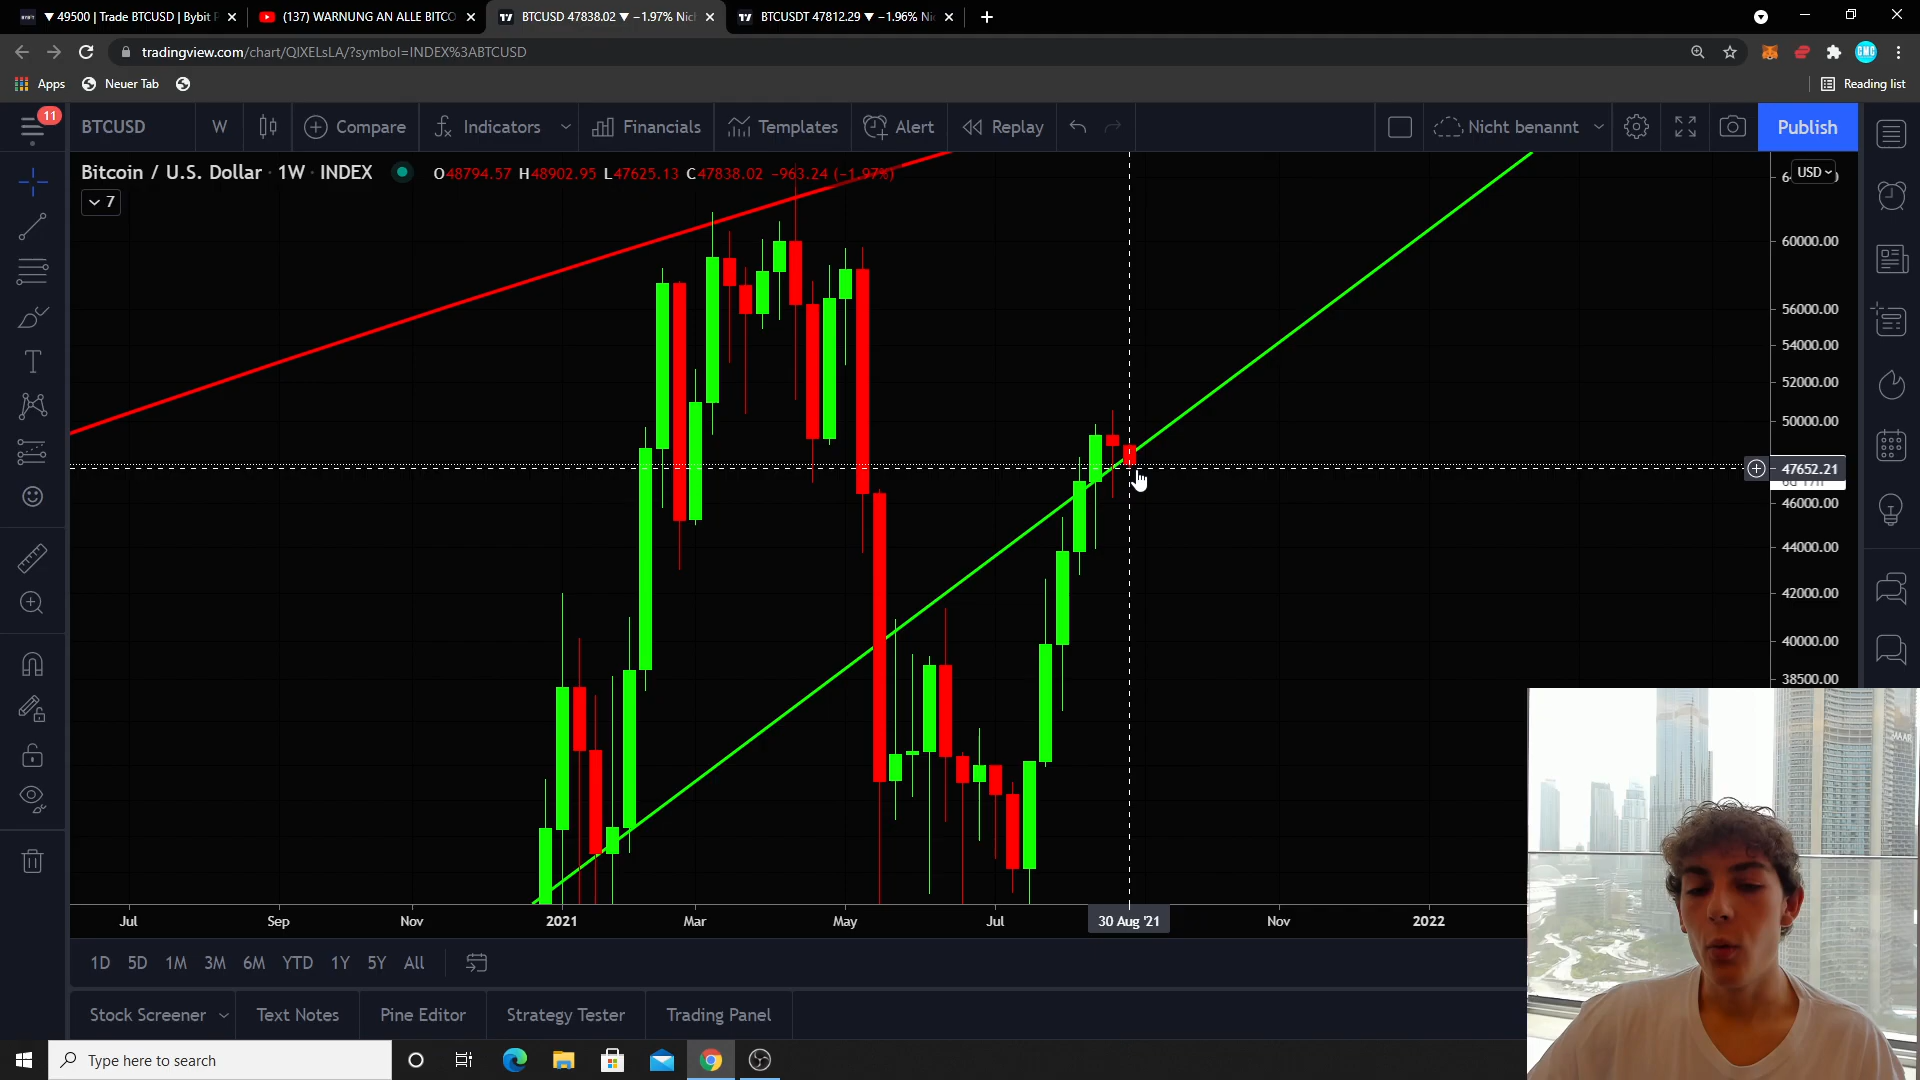 ▼ 49500 | Trade BTCUSD | Bybit
(137) WARNUNG AN ALLE BITCO
BTCUSD 47838.02 ▼ −1.97% Nic
BTCUSDT 47812.29 ▼ −1.96% Ni
tradingview.com/chart/QIXELsLA/?symbol=INDEX%3ABTCUSD
Apps
Neuer Tab
Reading list
11
BTCUSD
W
Compare
Indicators
Financials
Templates
Alert
Replay
Nicht benannt
Publish
Bitcoin / U.S. Dollar · 1W · INDEX
O48794.57 H48902.95 L47625.13 C47838.02 −963.24 (−1.97%)
7
USD
60000.00
56000.00
54000.00
52000.00
50000.00
47652.21
46000.00
44000.00
42000.00
40000.00
38500.00
MAAR
Jul
Sep
Nov
2021
Mar
May
Jul
30 Aug '21
Nov
2022
1D
5D
1M
3M
6M
YTD
1Y
5Y
All
Stock Screener
Text Notes
Pine Editor
Strategy Tester
Trading Panel
Type here to search